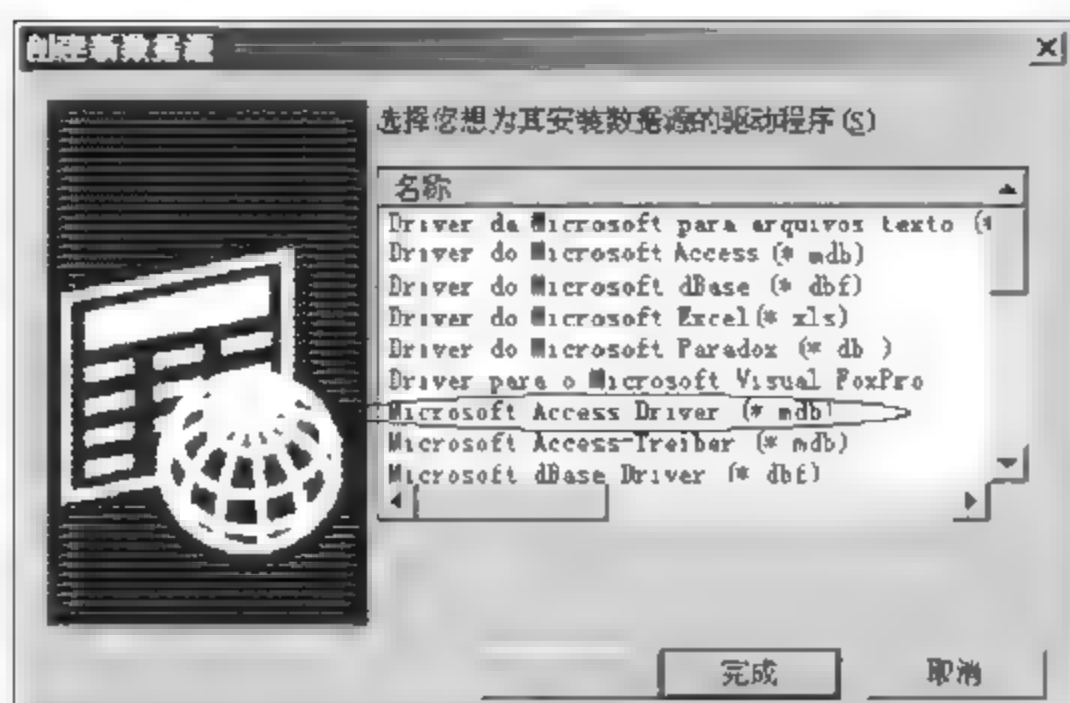 创建新数据源
选择您想为其安装数据源的驱动程序(S)
名称
Driver da Microsoft para arquivos texto (*
Driver do Microsoft Access (* mdb)
Driver do Microsoft dBase (* dbf)
Driver do Microsoft Excel(* xls)
Driver do Microsoft Paradox (* db )
Driver para o Microsoft Visual FoxPro
Microsoft Access Driver (* mdb)
Microsoft Access-Treiber (* mdb)
Microsoft dBase Driver (* dbf)
完成
取消